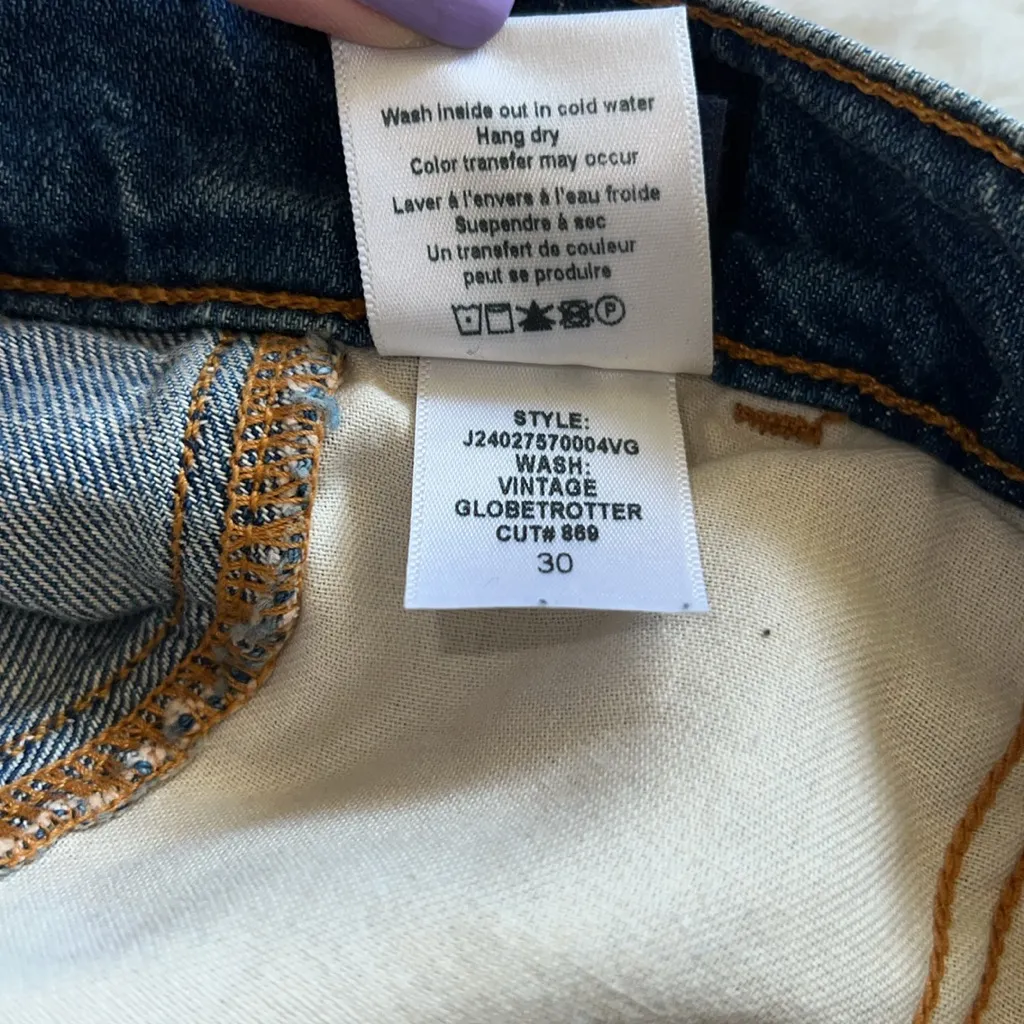 Wash inside out in cold water
Hang dry
Color transfer may occur
Laver à l'envers à l'eau froide
Suspendre à sec
Un transfert de couleur
peut se produire
P
STYLE:
J24027570004VG
WASH:
VINTAGE
GLOBETROTTER
CUT# 869
30